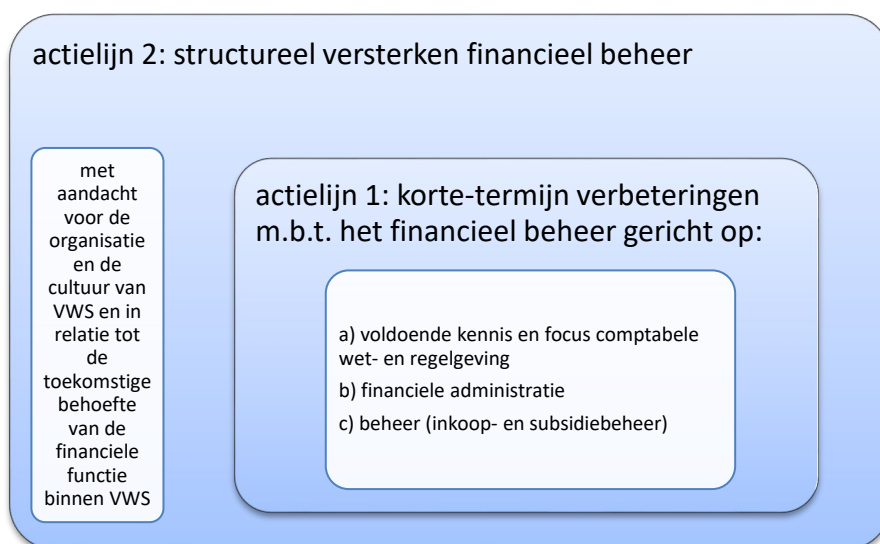 actielijn 2: structureel versterken financieel beheer
met
aandacht
voor de
organisatie
en de
cultuur van
VWS en in
relatie tot
de
toekomstige
behoefte
van de
financiele
functie
binnen VWS
actielijn 1: korte-termijn verbeteringen
m.b.t. het financieel beheer gericht op:
a) voldoende kennis en focus comptabele
wet- en regelgeving
b) financiele administratie
c) beheer (inkoop- en subsidiebeheer)